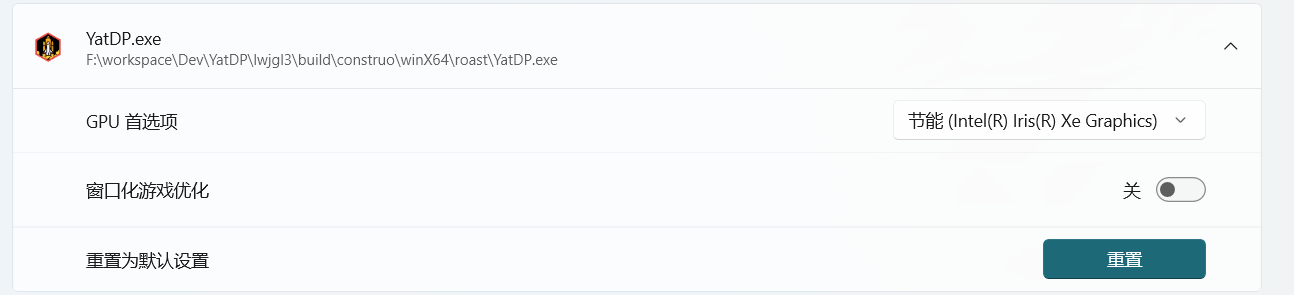 YatDP.exe
F:\workspace\Dev\YatDP\lwjgl3\build\construo\winX64\roast\YatDP.exe
GPU 首选项
节能 (Intel(R) Iris(R) Xe Graphics)
窗口化游戏优化
关
重置为默认设置
重置